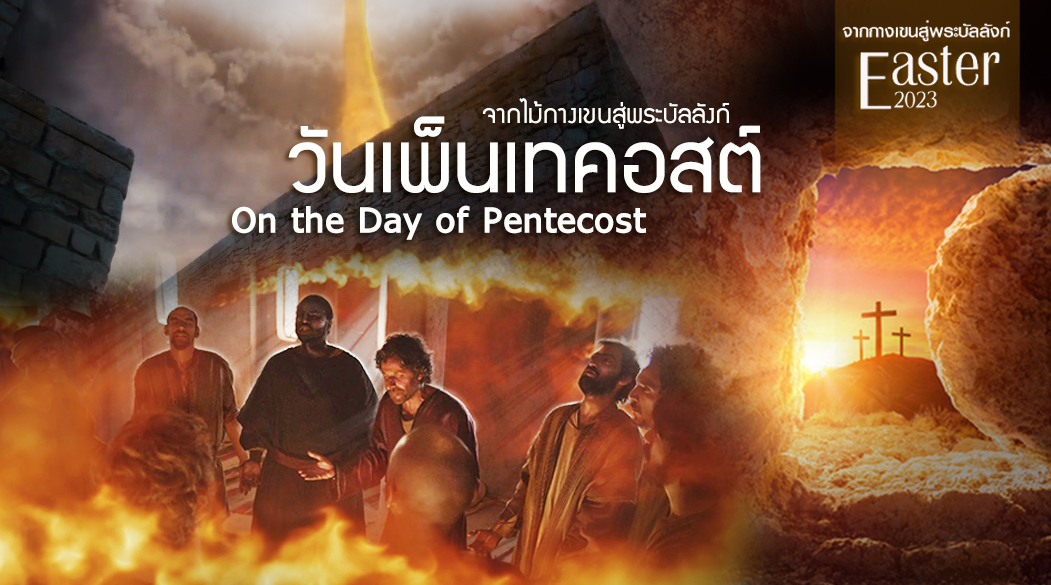 จากกางเขนสู่พระบัลลังก์
Easter
2023
จากไม้กางเขนสู่พระบัลลังก์
วันเพ็นเทคอสต์
On the Day of Pentecost